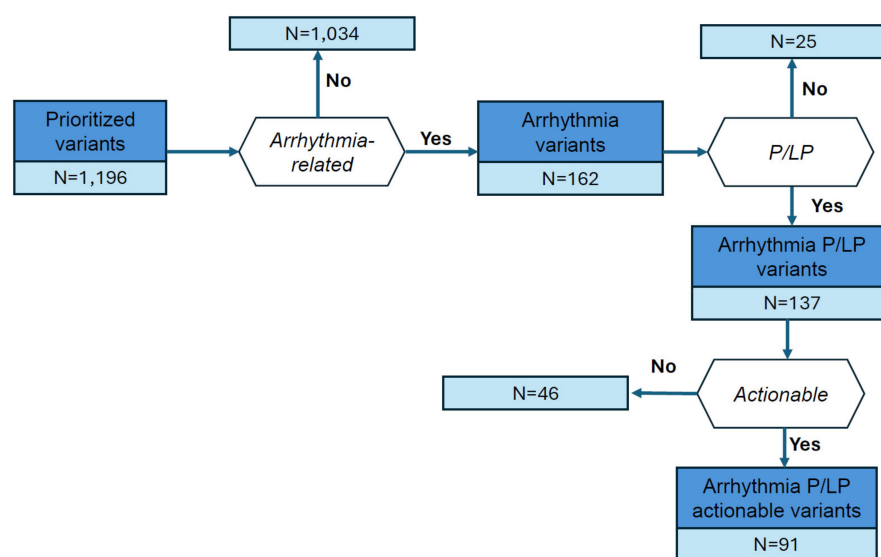 N=1,034
No
Prioritized
variants
N=1,196
Arrhythmia-
related
Yes
Arrhythmia
variants
N=162
N=25
No
P/LP
Yes
Arrhythmia P/LP
variants
N=137
Actionable
No
N=46
Yes
Arrhythmia P/LP
actionable variants
N=91